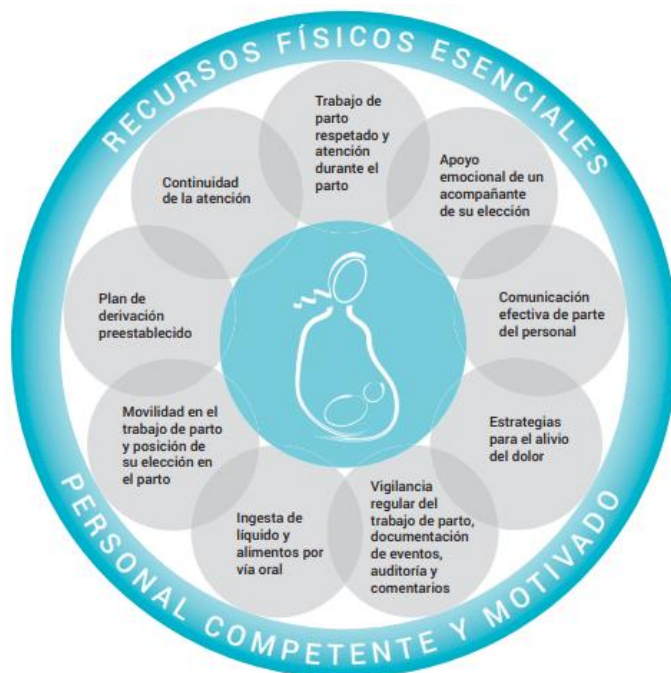 RECURSOS FÍSICOS ESENCIALES
Trabajo de
parto
respetado y
atención
durante el
parto
Apoyo
emocional de un
acompañante
de su elección
Comunicación
efectiva de parte
del personal
Estrategias
para el alivio
del dolor
Vigilancia
regular del
trabajo de parto,
documentación
de eventos,
auditoría y
comentarios
Ingesta de
líquido y
alimentos por
vía oral
Movilidad en el
trabajo de parto
y posición de
su elección en
el parto
Plan de
derivación
preestablecido
Continuidad
de la atención
PERSONAL COMPETENTE Y MOTIVADO